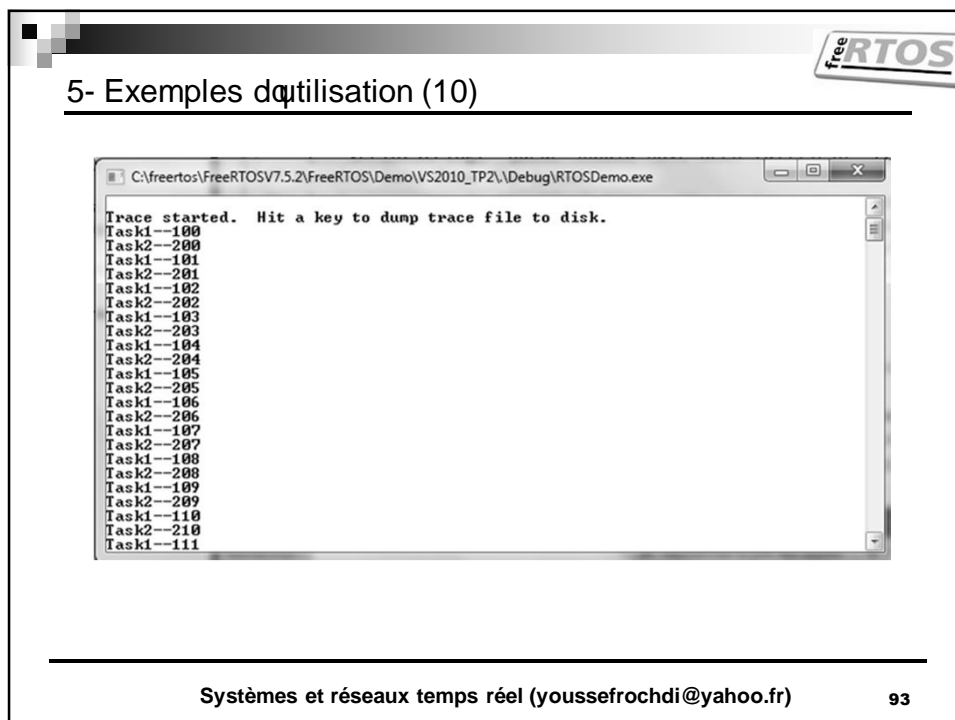 free RTOS
5- Exemples dqutilisation (10)
C:\freertos\FreeRTOSV7.5.2\FreeRTOS\Demo\VS2010_TP2\.\Debug\RTOSDemo.exe
Trace started.  Hit a key to dump trace file to disk.
Task1--100
Task2--200
Task1--101
Task2--201
Task1--102
Task2--202
Task1--103
Task2--203
Task1--104
Task2--204
Task1--105
Task2--205
Task1--106
Task2--206
Task1--107
Task2--207
Task1--108
Task2--208
Task1--109
Task2--209
Task1--110
Task2--210
Task1--111
Systèmes et réseaux temps réel (youssefrochdi@yahoo.fr) 93